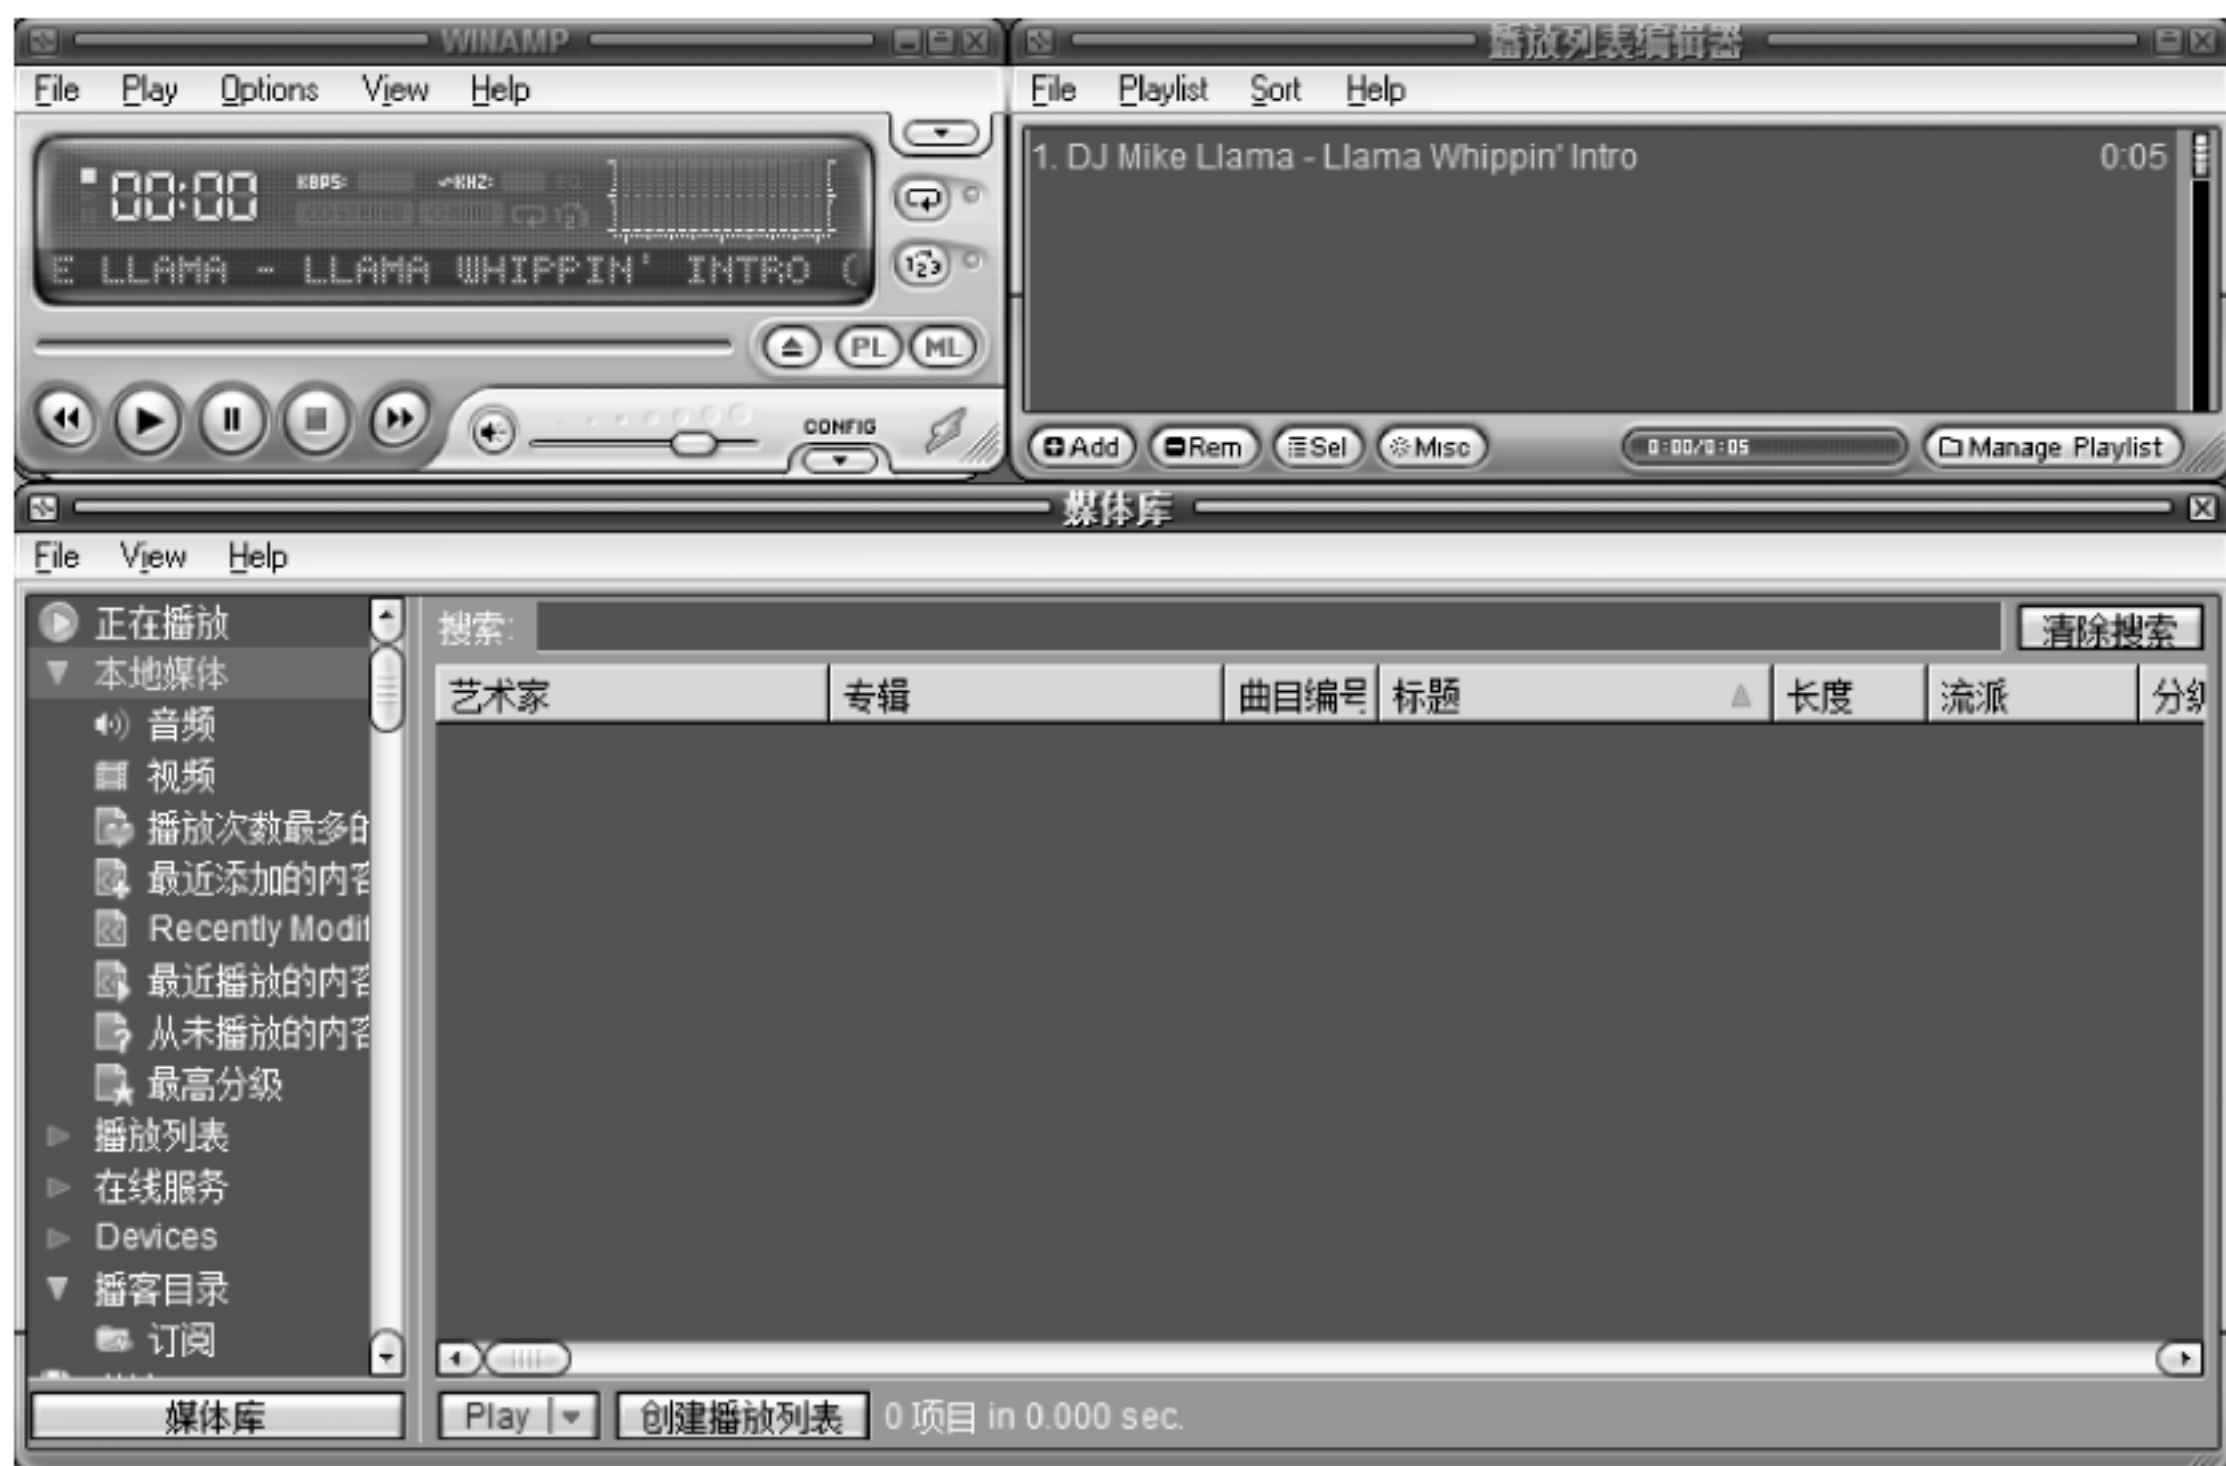 WINAMP
File Play Options View Help
00:00 KBPS: KHZ: EQ
STEREO MONO
E LLAMA - LLAMA WHIPPIN' INTRO (
PL ML
CONFIG
播放列表编辑器
File Playlist Sort Help
1. DJ Mike Llama - Llama Whippin' Intro 0:05
Add Rem Sel Misc 0:00/0:05 Manage Playlist
媒体库
File View Help
正在播放
本地媒体
音频
视频
播放次数最多的
最近添加的内容
Recently Modif
最近播放的内容
从未播放的内容
最高分级
播放列表
在线服务
Devices
播客目录
订阅
媒体库
搜索: 清除搜索
艺术家 专辑 曲目编号 标题 长度 流派 分级
Play 创建播放列表 0 项目 in 0.000 sec.